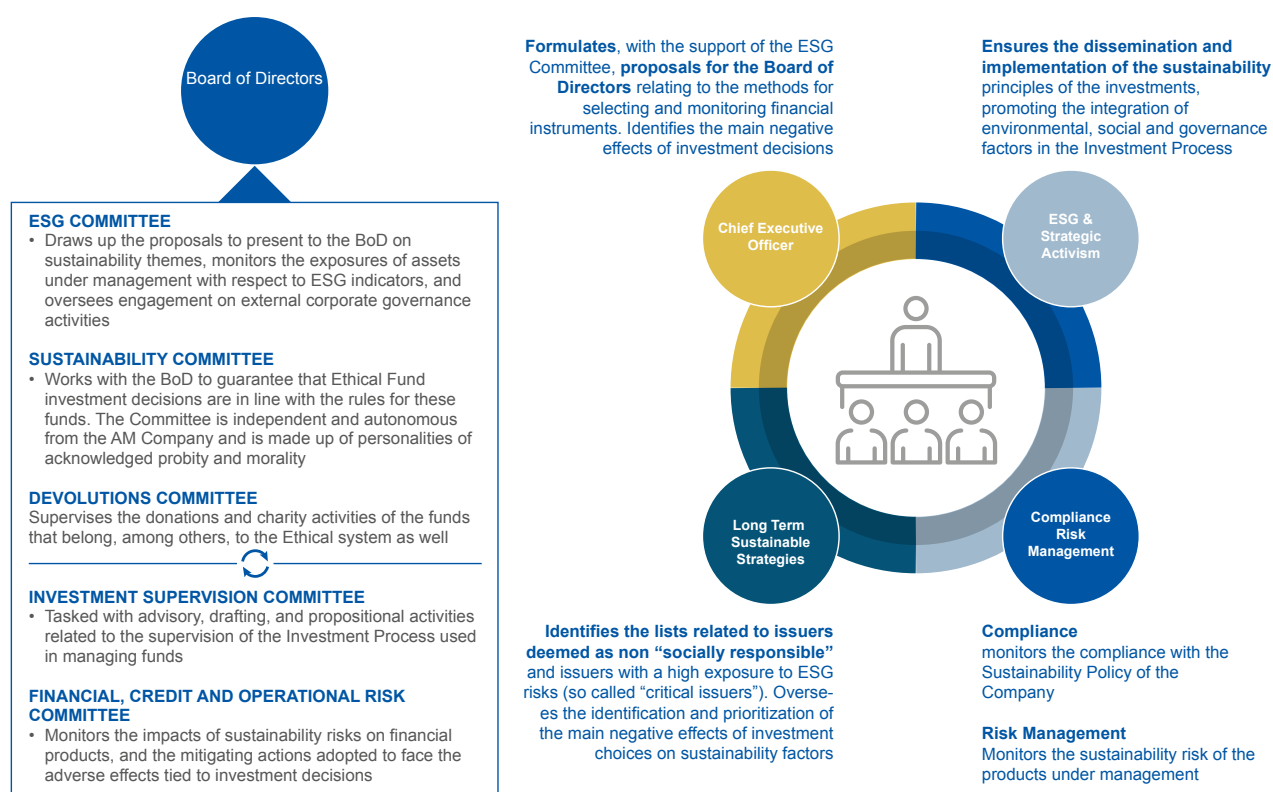 Board of Directors
ESG COMMITTEE
• Draws up the proposals to present to the BoD on
sustainability themes, monitors the exposures of assets
under management with respect to ESG indicators, and
oversees engagement on external corporate governance
activities
SUSTAINABILITY COMMITTEE
• Works with the BoD to guarantee that Ethical Fund
investment decisions are in line with the rules for these
funds. The Committee is independent and autonomous
from the AM Company and is made up of personalities of
acknowledged probity and morality
DEVOLUTIONS COMMITTEE
Supervises the donations and charity activities of the funds
that belong, among others, to the Ethical system as well
INVESTMENT SUPERVISION COMMITTEE
• Tasked with advisory, drafting, and propositional activities
related to the supervision of the Investment Process used
in managing funds
FINANCIAL, CREDIT AND OPERATIONAL RISK
COMMITTEE
• Monitors the impacts of sustainability risks on financial
products, and the mitigating actions adopted to face the
adverse effects tied to investment decisions
Formulates, with the support of the ESG
Committee, proposals for the Board of
Directors relating to the methods for
selecting and monitoring financial
instruments. Identifies the main negative
effects of investment decisions
Ensures the dissemination and
implementation of the sustainability
principles of the investments,
promoting the integration of
environmental, social and governance
factors in the Investment Process
Chief Executive
Officer
ESG &
Strategic
Activism
Long Term
Sustainable
Strategies
Compliance
Risk
Management
Identifies the lists related to issuers
deemed as non “socially responsible”
and issuers with a high exposure to ESG
risks (so called “critical issuers”). Overse-
es the identification and prioritization of
the main negative effects of investment
choices on sustainability factors
Compliance
monitors the compliance with the
Sustainability Policy of the
Company
Risk Management
Monitors the sustainability risk of the
products under management